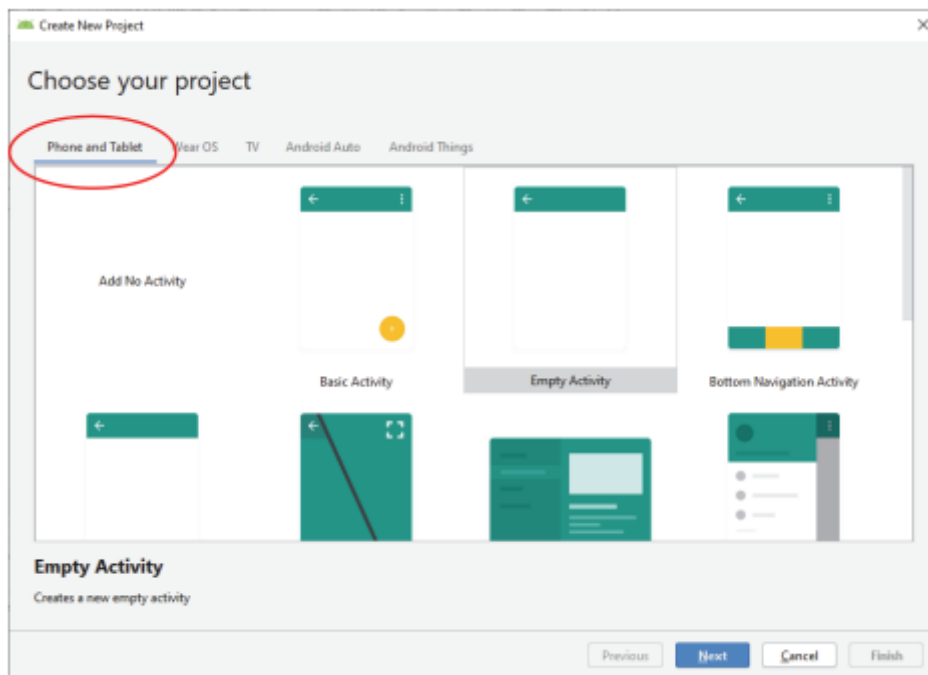 Create New Project
Choose your project
Phone and Tablet Wear OS TV Android Auto Android Things
Add No Activity
Basic Activity Empty Activity Bottom Navigation Activity
Empty Activity
Creates a new empty activity
Previous Next Cancel Finish